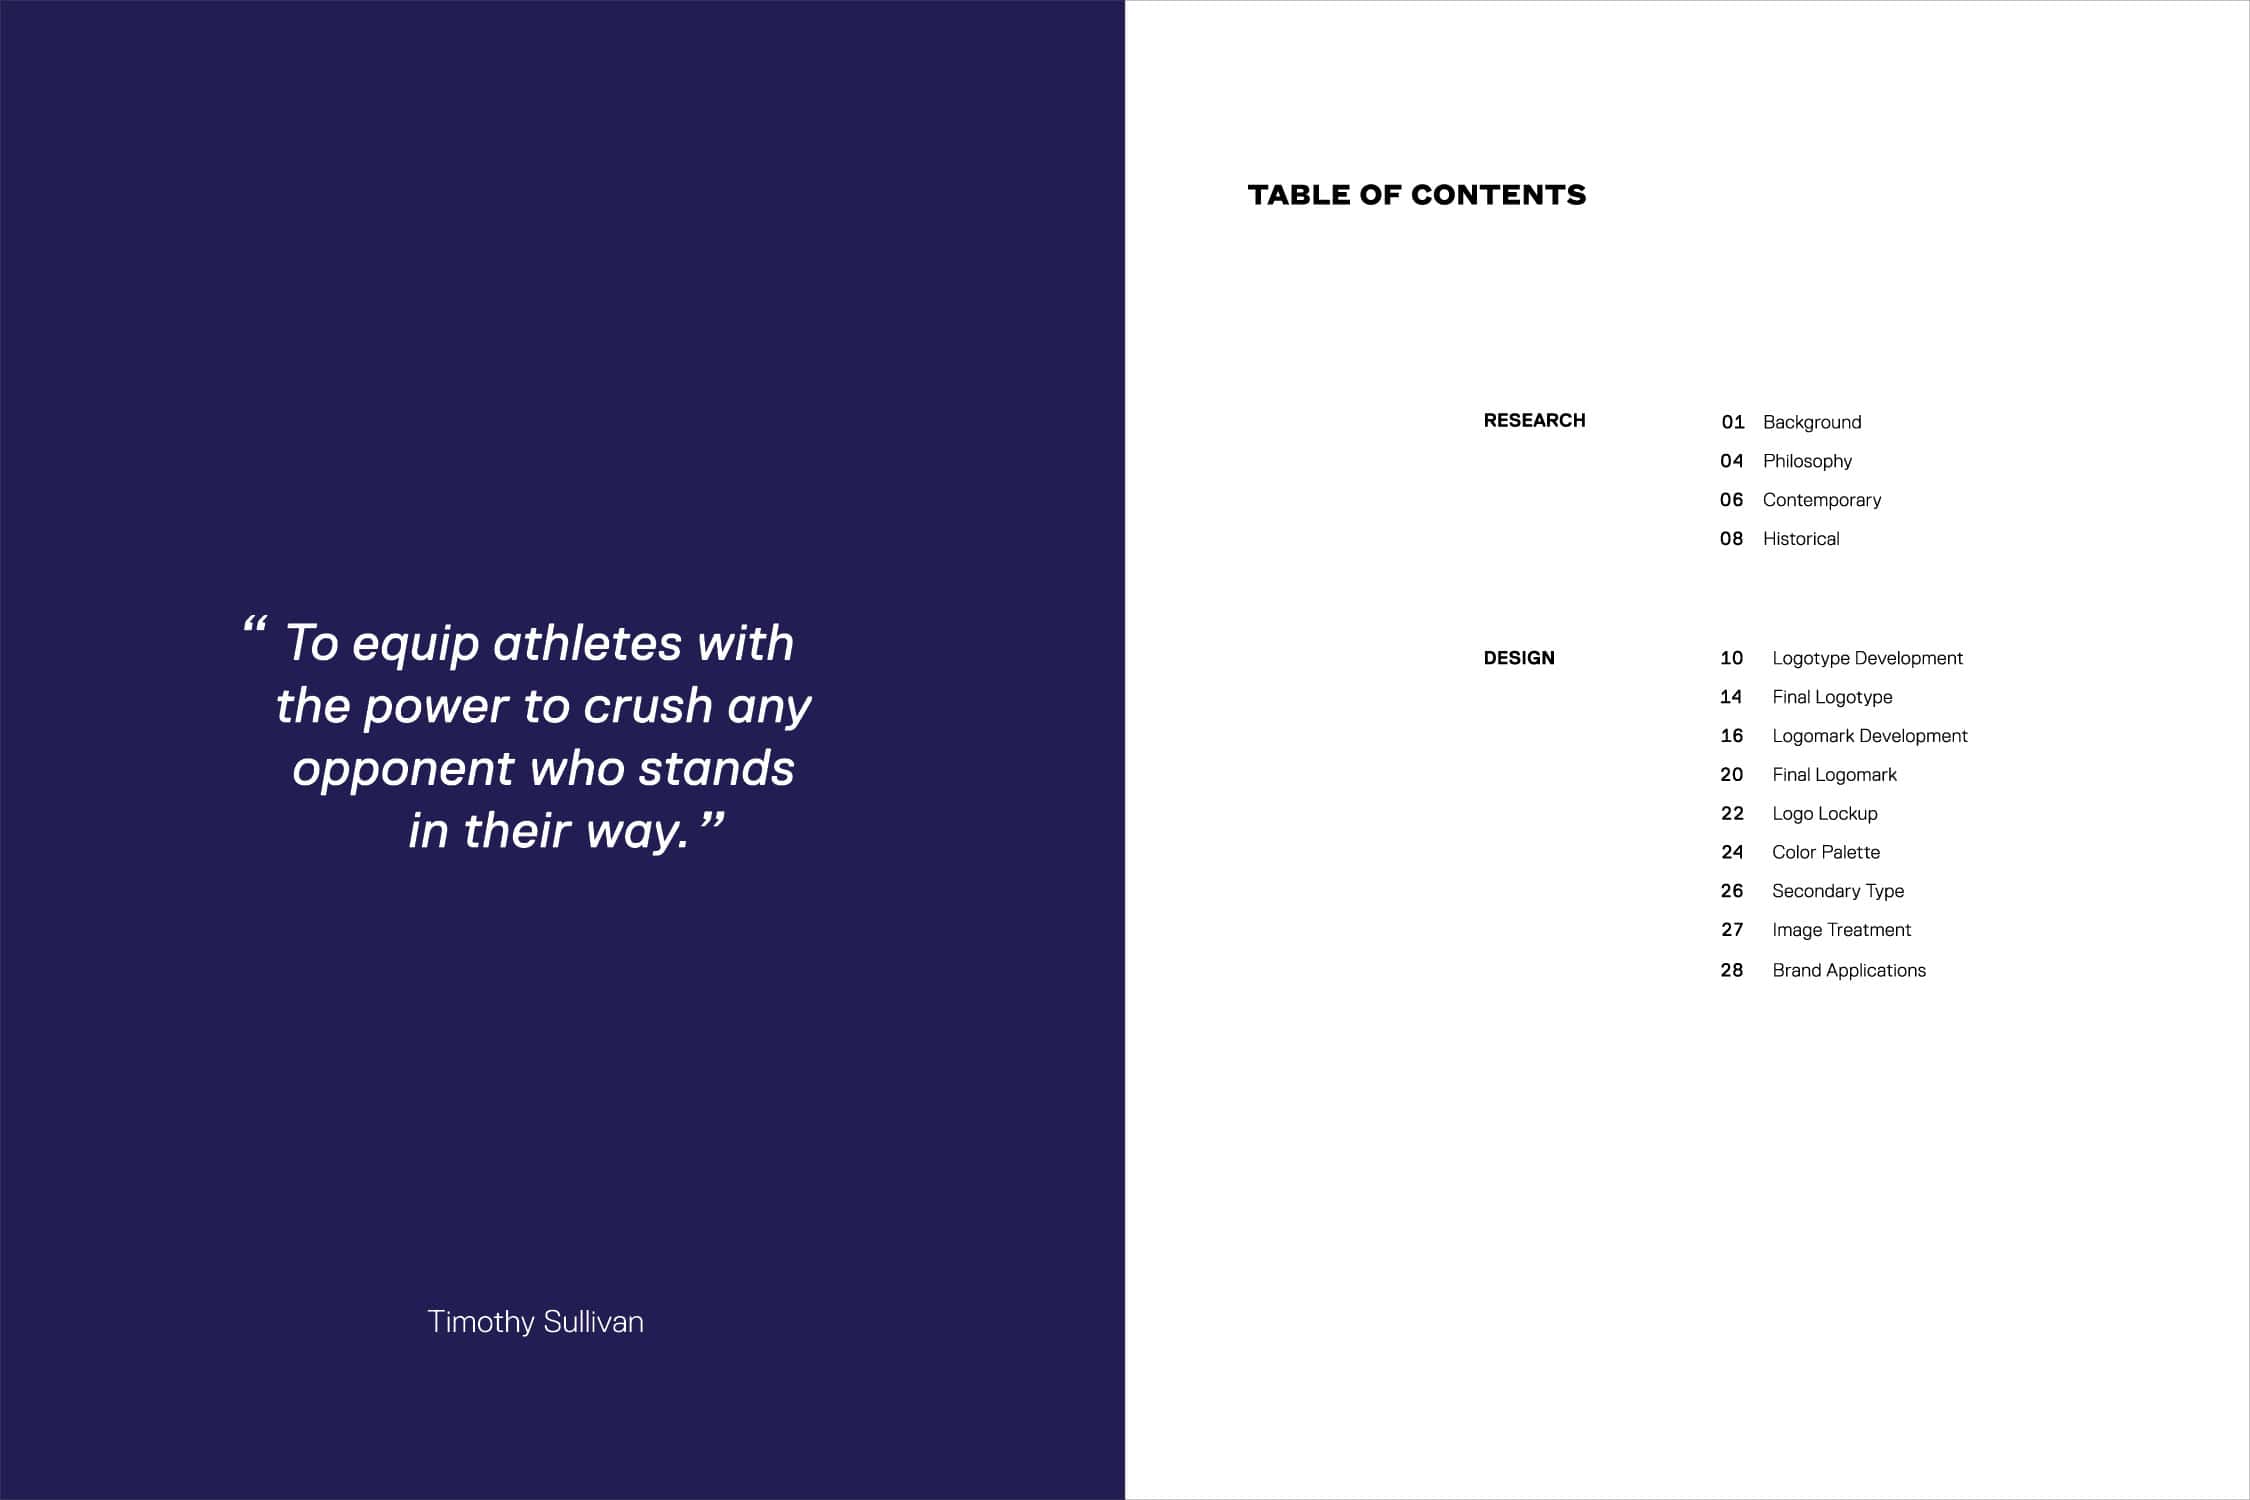 “ To equip athletes with
the power to crush any
opponent who stands
in their way. ”
Timothy Sullivan
TABLE OF CONTENTS
RESEARCH
01 Background
04 Philosophy
06 Contemporary
08 Historical
DESIGN
10 Logotype Development
14 Final Logotype
16 Logomark Development
20 Final Logomark
22 Logo Lockup
24 Color Palette
26 Secondary Type
27 Image Treatment
28 Brand Applications